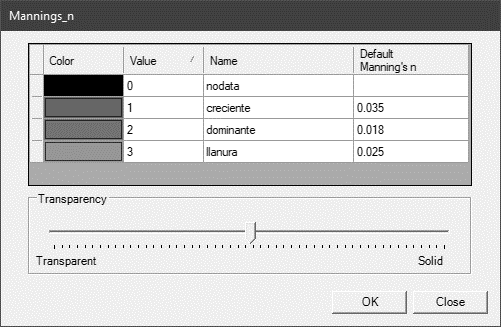 Mannings_n
Color Value / Name Default Manning's n
0 nodata
1 creciente 0.035
2 dominante 0.018
3 llanura 0.025
Transparency
Transparent Solid
OK Close